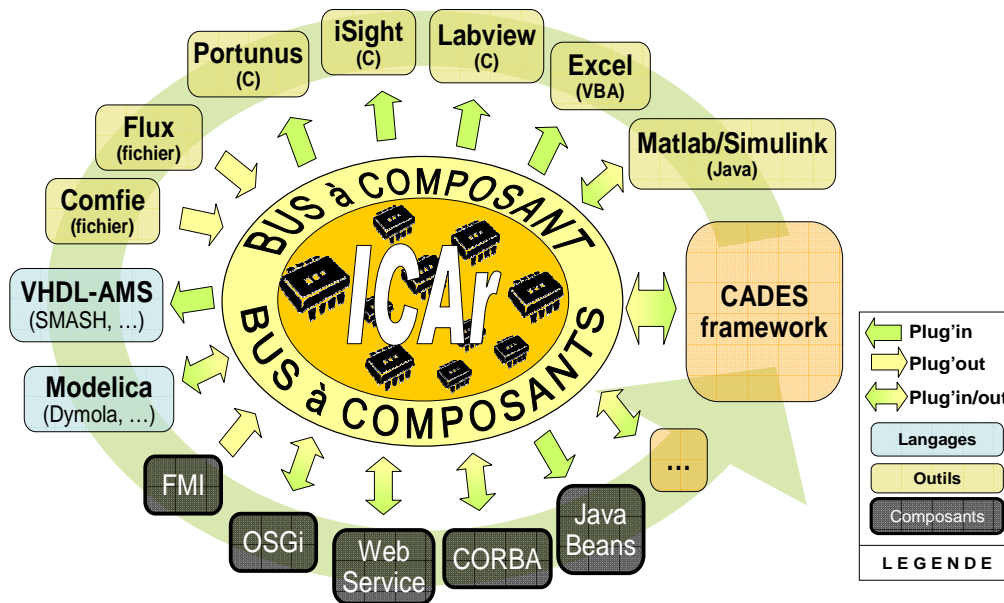 iSight
(C)
Labview
(C)
Portunus
(C)
Excel
(VBA)
Flux
(fichier)
Matlab/Simulink
(Java)
Comfie
(fichier)
BUS à COMPOSANT
ICAr
BUS à COMPOSANTS
VHDL-AMS
(SMASH, …)
CADES
framework
Modelica
(Dymola, …)
FMI
OSGi
Web
Service
CORBA
Java
Beans
...
Plug'in
Plug'out
Plug'in/out
Langages
Outils
Composants
LEGENDE